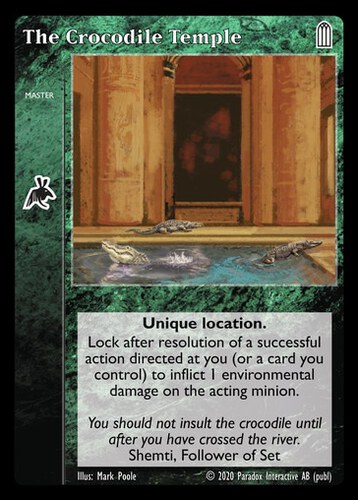 The Crocodile Temple
MASTER
Unique location.
Lock after resolution of a successful
action directed at you (or a card you
control) to inflict 1 environmental
damage on the acting minion.
You should not insult the crocodile until
after you have crossed the river.
Shemti, Follower of Set
Illus: Mark Poole © 2020 Paradox Interactive AB (publ)